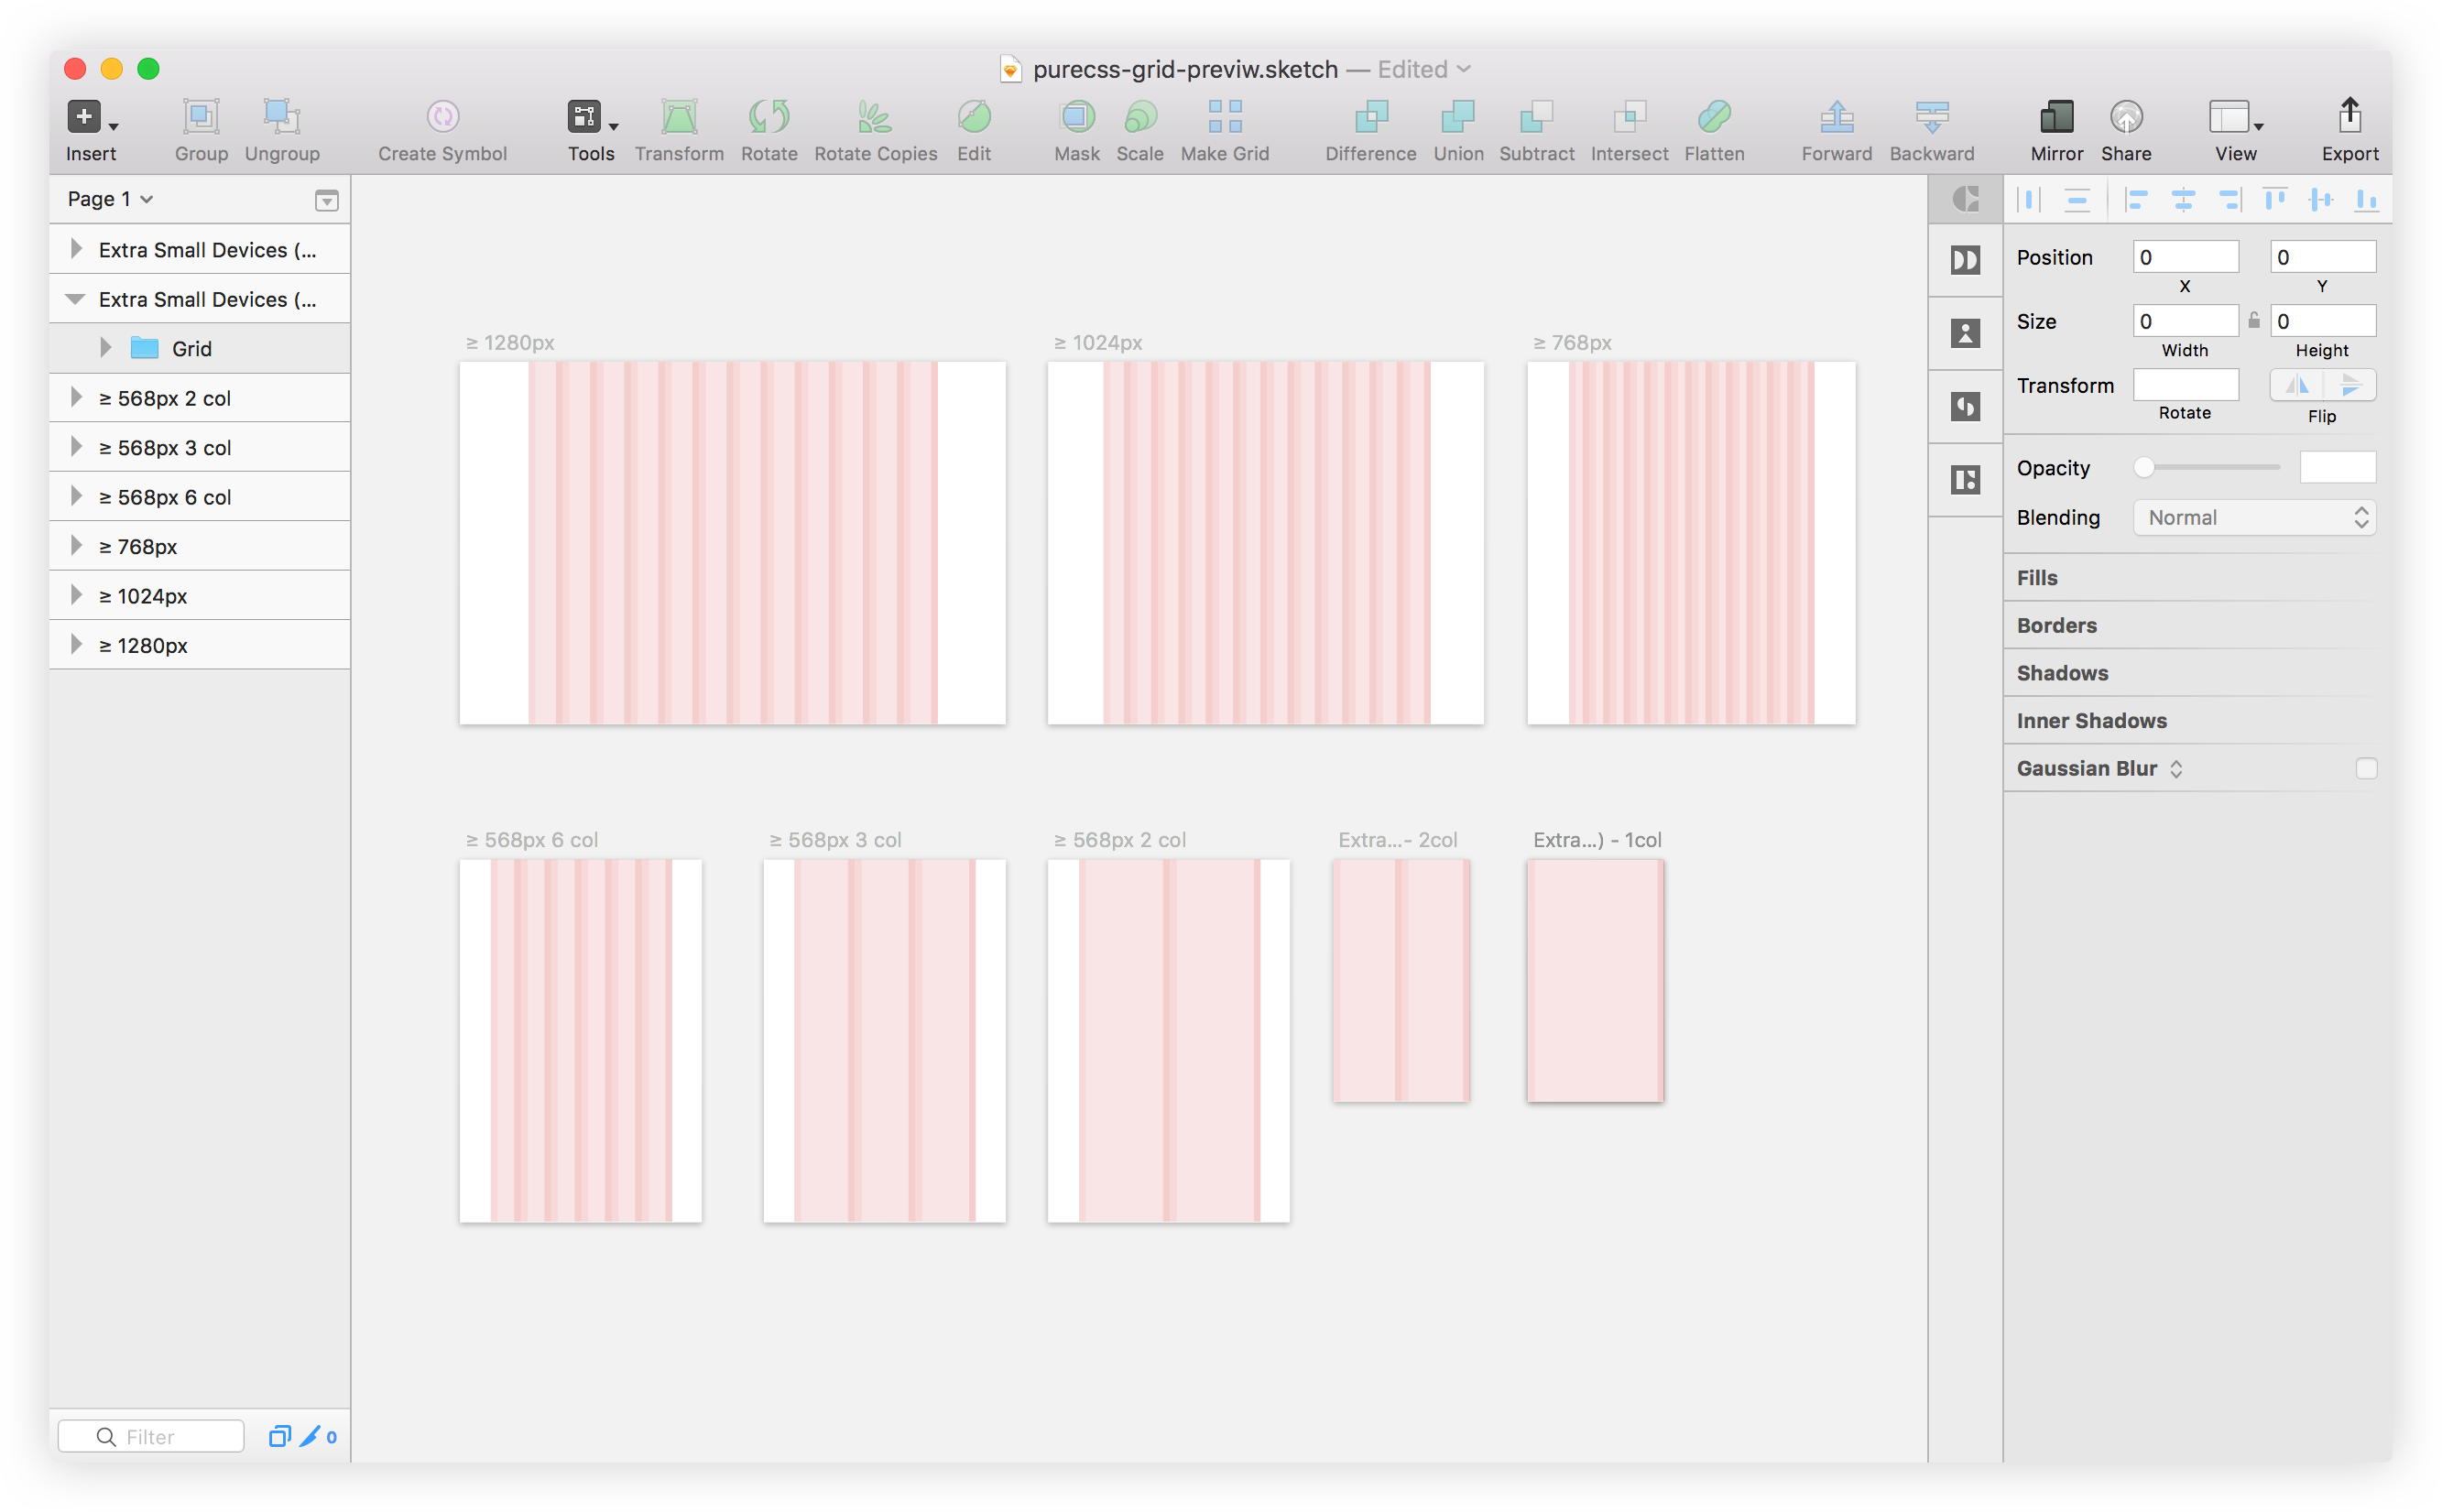 purecss-grid-previw.sketch — Edited
Insert
Group
Ungroup
Create Symbol
Tools
Transform
Rotate
Rotate Copies
Edit
Mask
Scale
Make Grid
Difference
Union
Subtract
Intersect
Flatten
Forward
Backward
Mirror
Share
View
Export
Page 1
Extra Small Devices (...
Extra Small Devices (...
Grid
≥ 568px 2 col
≥ 568px 3 col
≥ 568px 6 col
≥ 768px
≥ 1024px
≥ 1280px
Filter
0
≥ 1280px
≥ 1024px
≥ 768px
≥ 568px 6 col
≥ 568px 3 col
≥ 568px 2 col
Extra...- 2col
Extra...) - 1col
Position
0
0
X
Y
Size
0
0
Width
Height
Transform
Rotate
Flip
Opacity
Blending
Normal
Fills
Borders
Shadows
Inner Shadows
Gaussian Blur